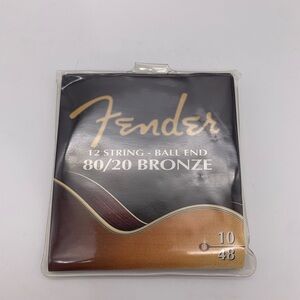 Fender
12 STRING - BALL END
80/20 BRONZE
10
48